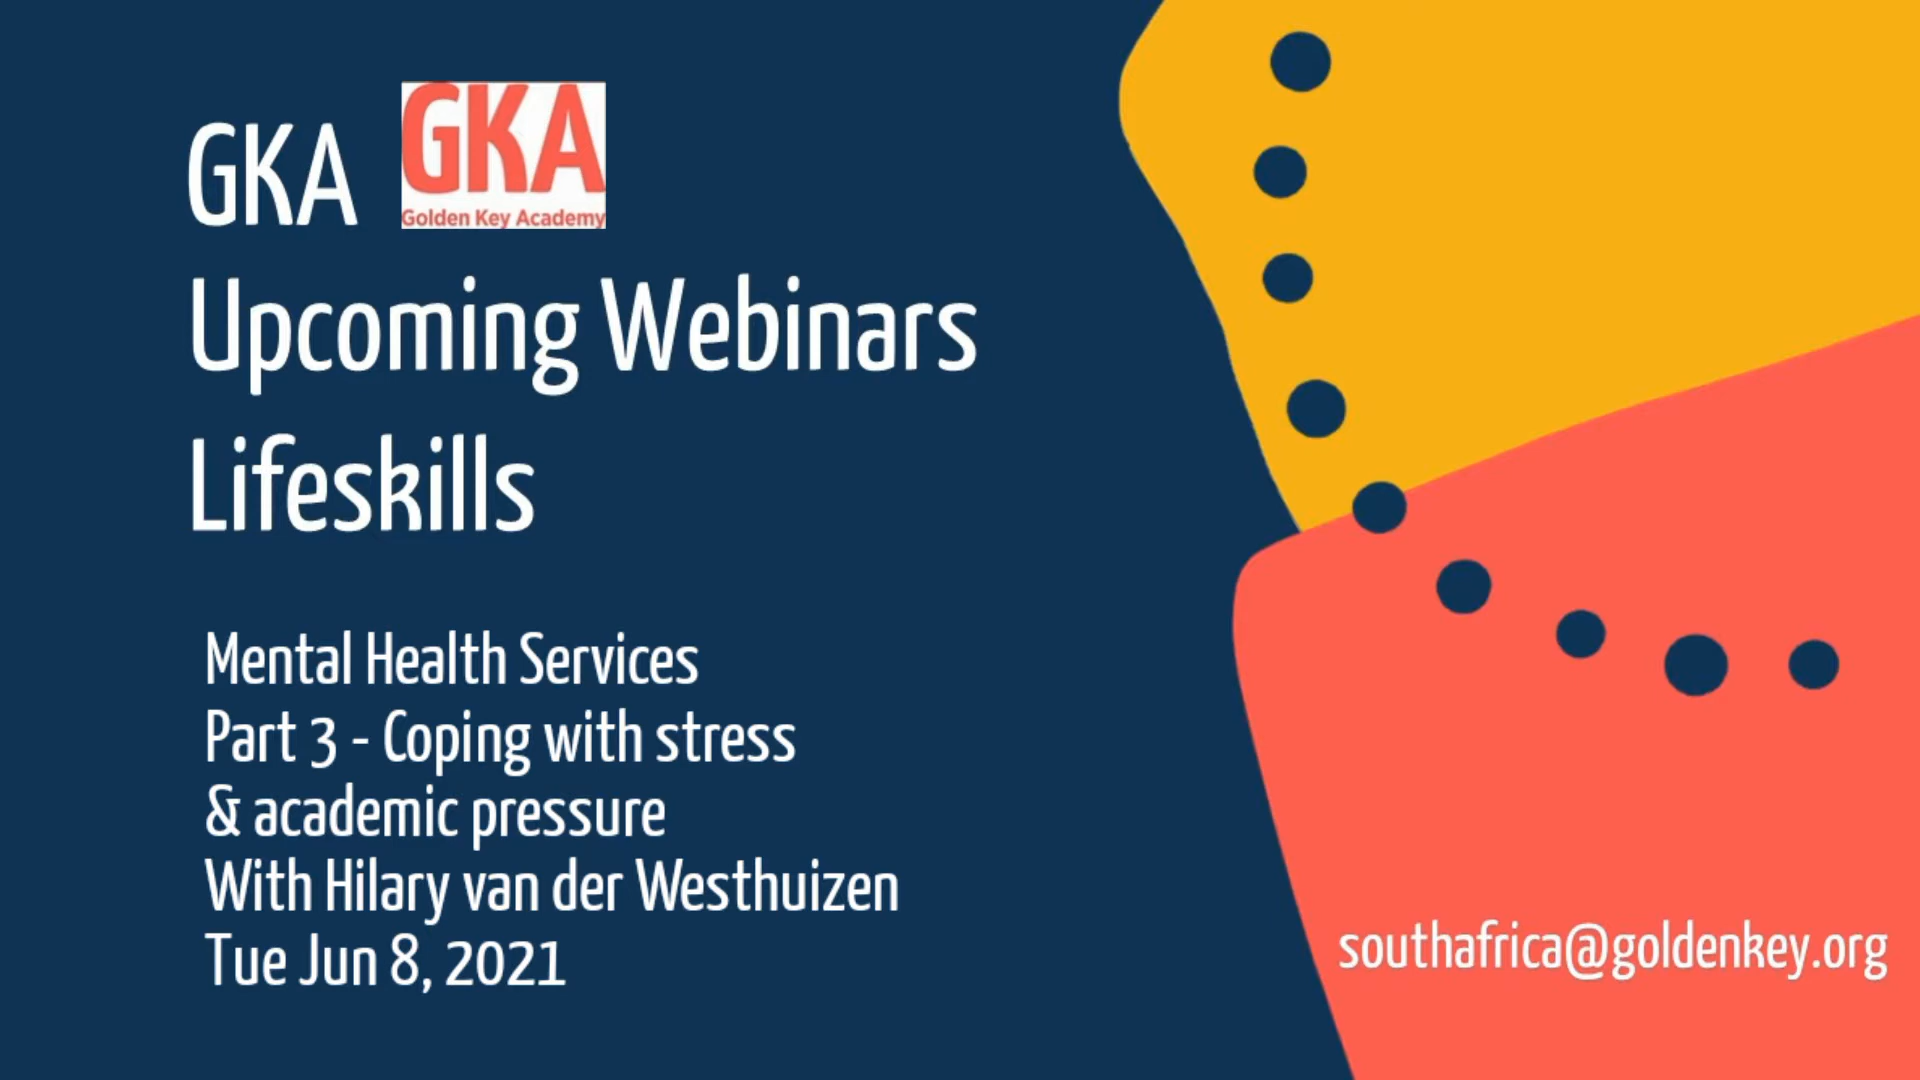 GKA
GKA
Golden Key Academy
Upcoming Webinars
Lifeskills
Mental Health Services
Part 3 - Coping with stress
& academic pressure
With Hilary van der Westhuizen
Tue Jun 8, 2021
southafrica@goldenkey.org